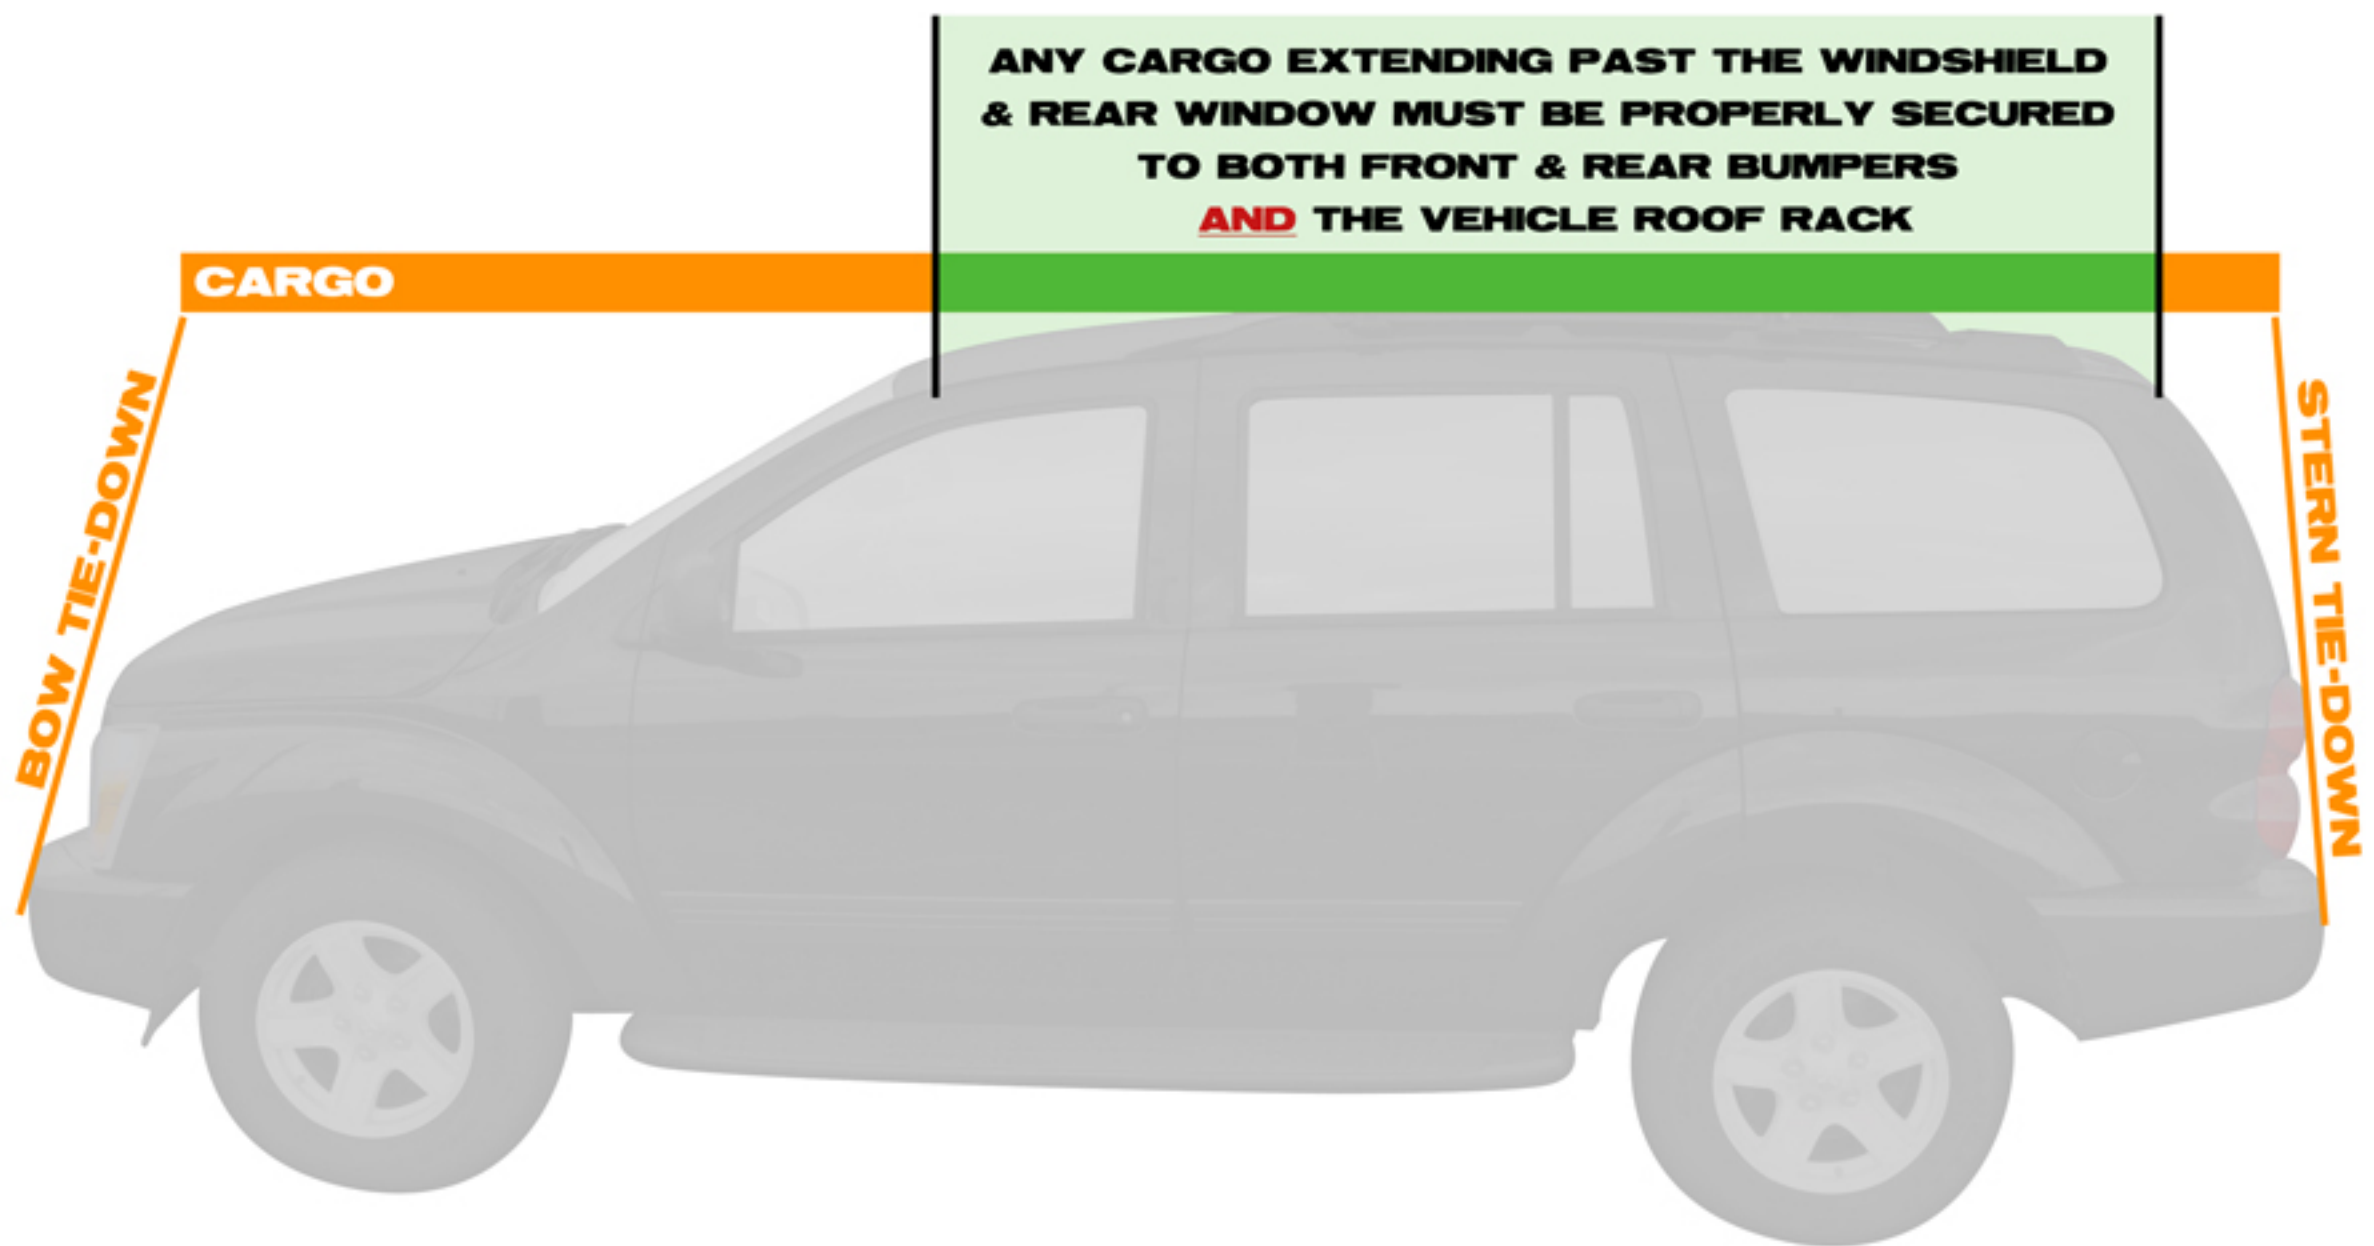 ANY CARGO EXTENDING PAST THE WINDSHIELD
& REAR WINDOW MUST BE PROPERLY SECURED
TO BOTH FRONT & REAR BUMPERS
AND THE VEHICLE ROOF RACK
CARGO
BOW TIE-DOWN
STERN TIE-DOWN